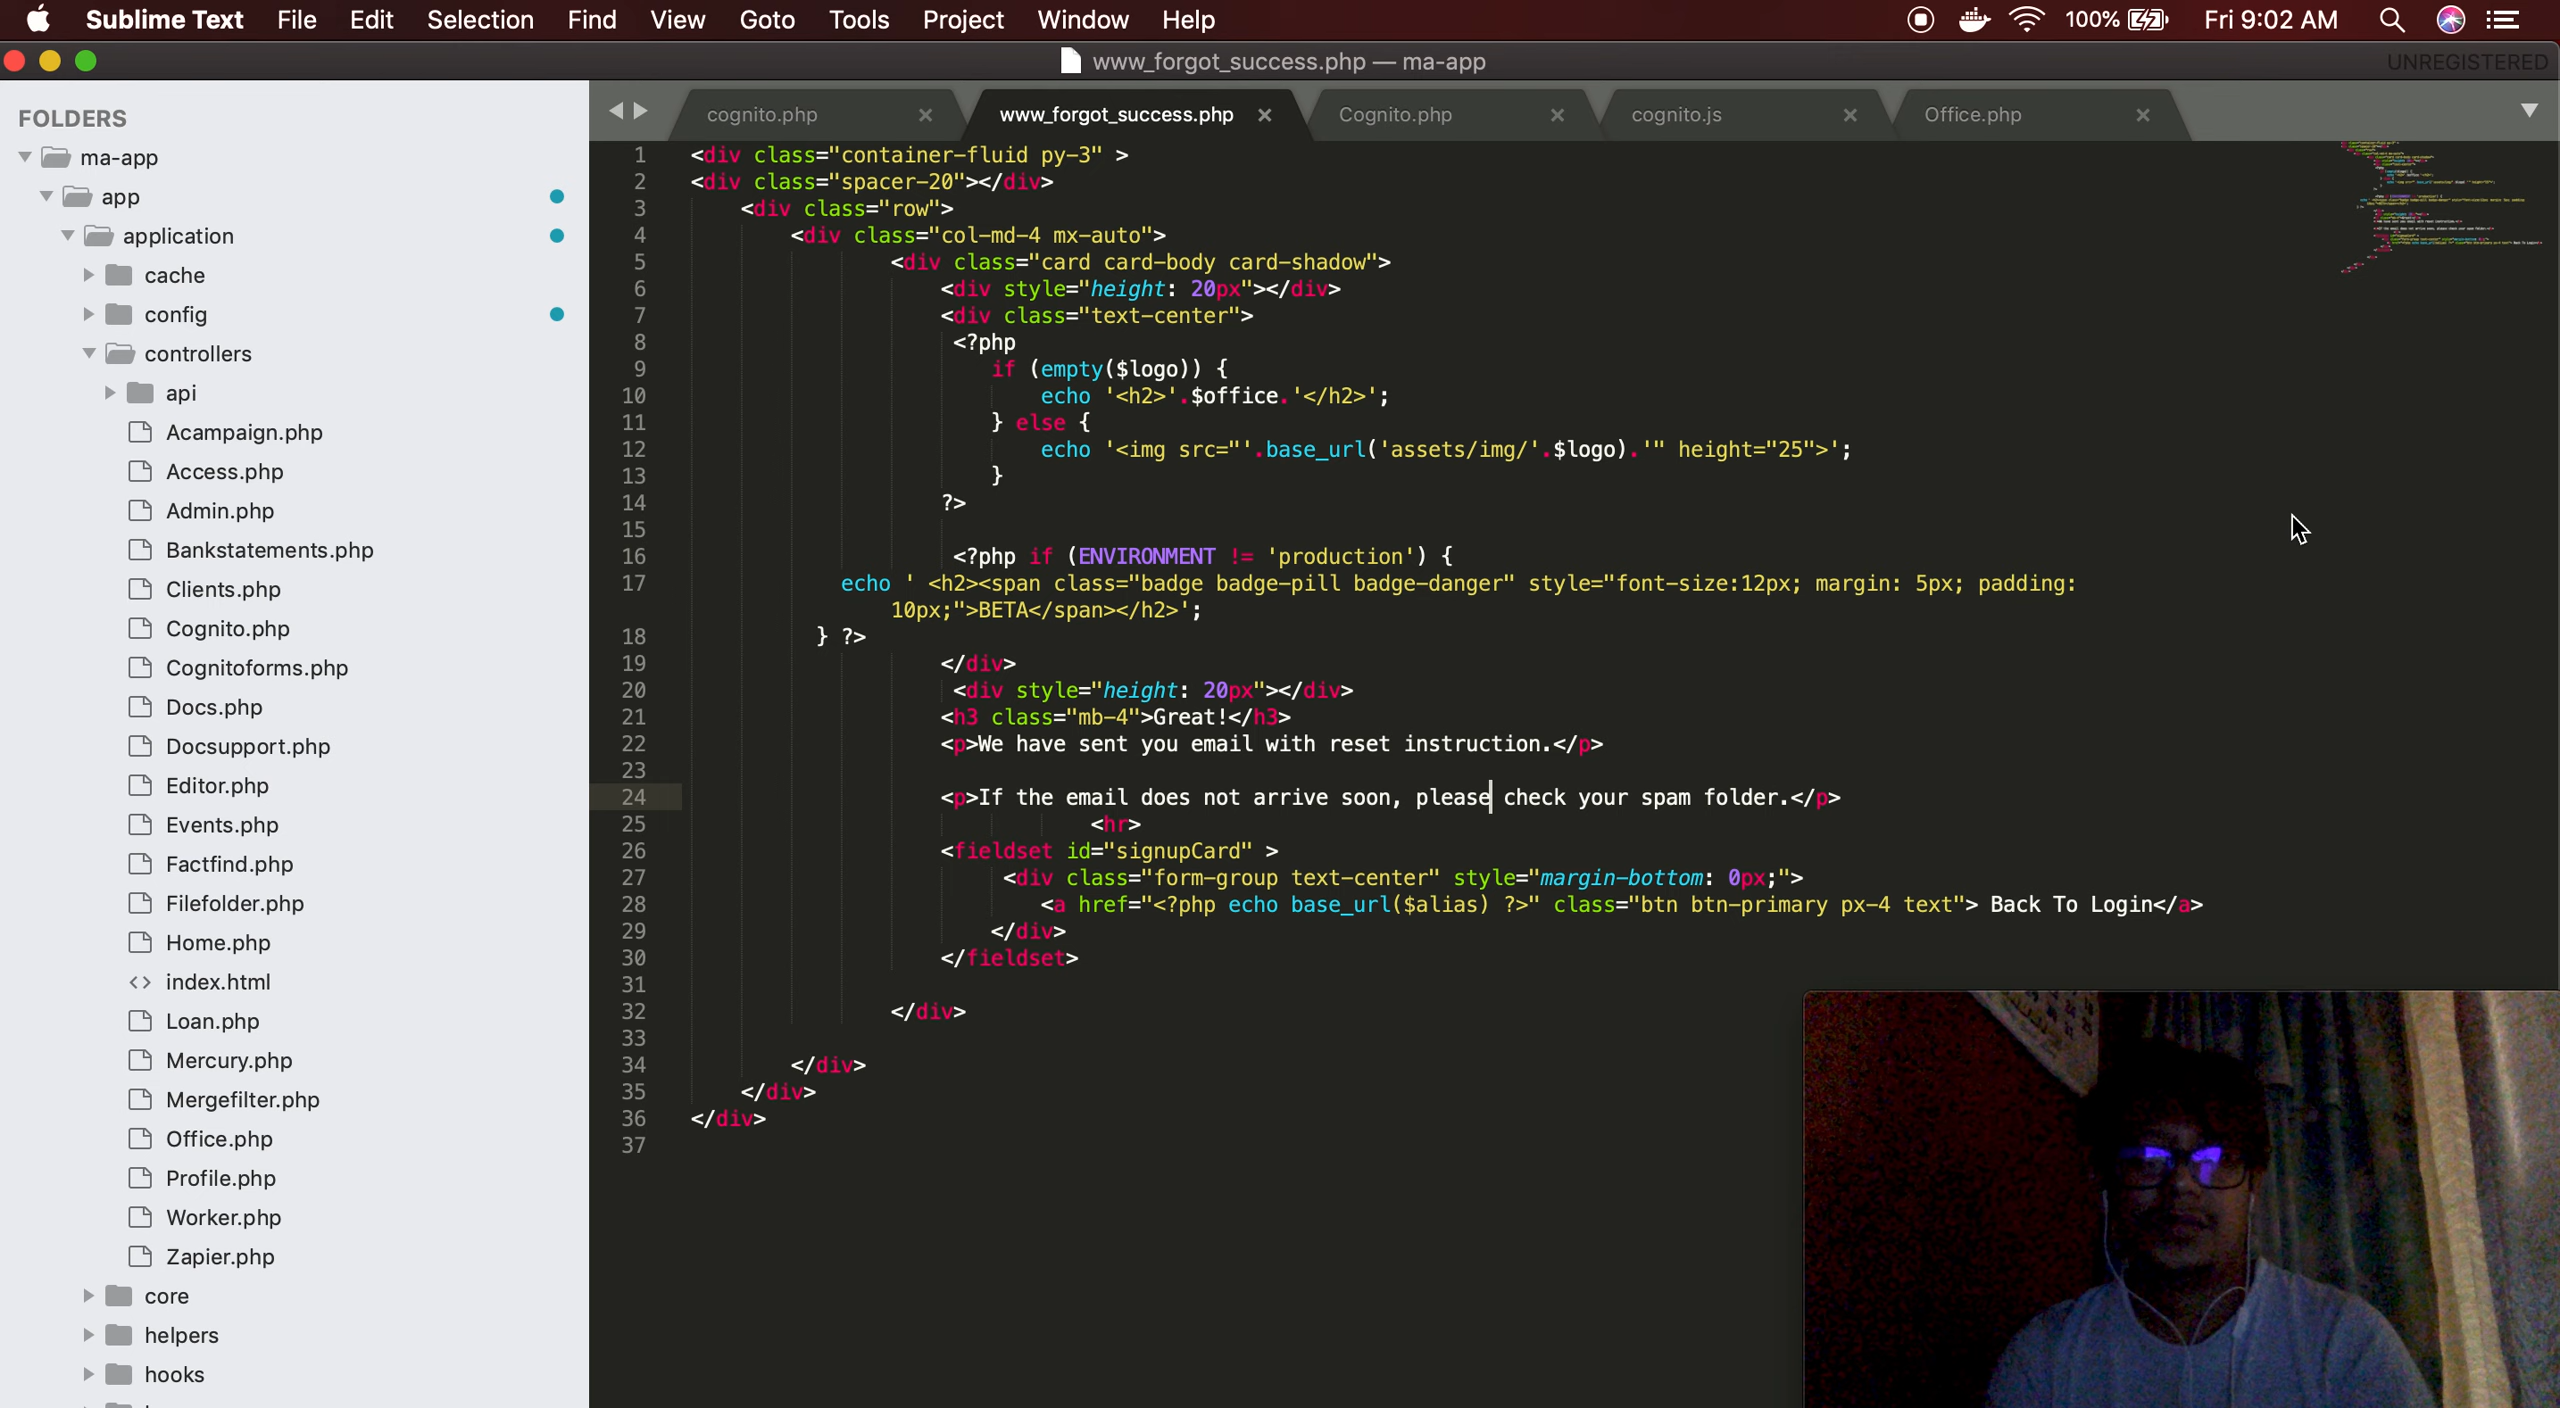 Sublime Text File Edit Selection Find View Goto Tools Project Window Help 100% Fri 9:02 AM
www_forgot_success.php — ma-app UNREGISTERED
FOLDERS
ma-app
app
application
cache
config
controllers
api
Acampaign.php
Access.php
Admin.php
Bankstatements.php
Clients.php
Cognito.php
Cognitoforms.php
Docs.php
Docsupport.php
Editor.php
Events.php
Factfind.php
Filefolder.php
Home.php
<> index.html
Loan.php
Mercury.php
Mergefilter.php
Office.php
Profile.php
Worker.php
Zapier.php
core
helpers
hooks
cognito.php × www_forgot_success.php × Cognito.php × cognito.js × Office.php ×
1 <div class="container-fluid py-3" >
2 <div class="spacer-20"></div>
3 <div class="row">
4 <div class="col-md-4 mx-auto">
5 <div class="card card-body card-shadow">
6 <div style="height: 20px"></div>
7 <div class="text-center">
8 <?php
9 if (empty($logo)) {
10 echo '<h2>'.$office.'</h2>';
11 } else {
12 echo '<img src="'.base_url('assets/img/'.$logo).'" height="25">';
13 }
14 ?>
15
16 <?php if (ENVIRONMENT != 'production') {
17 echo ' <h2><span class="badge badge-pill badge-danger" style="font-size:12px; margin: 5px; padding:
10px;">BETA</span></h2>';
18 } ?>
19 </div>
20 <div style="height: 20px"></div>
21 <h3 class="mb-4">Great!</h3>
22 <p>We have sent you email with reset instruction.</p>
23
24 <p>If the email does not arrive soon, please check your spam folder.</p>
25 <hr>
26 <fieldset id="signupCard" >
27 <div class="form-group text-center" style="margin-bottom: 0px;">
28 <a href="<?php echo base_url($alias) ?>" class="btn btn-primary px-4 text"> Back To Login</a>
29 </div>
30 </fieldset>
31
32 </div>
33
34 </div>
35 </div>
36 </div>
37